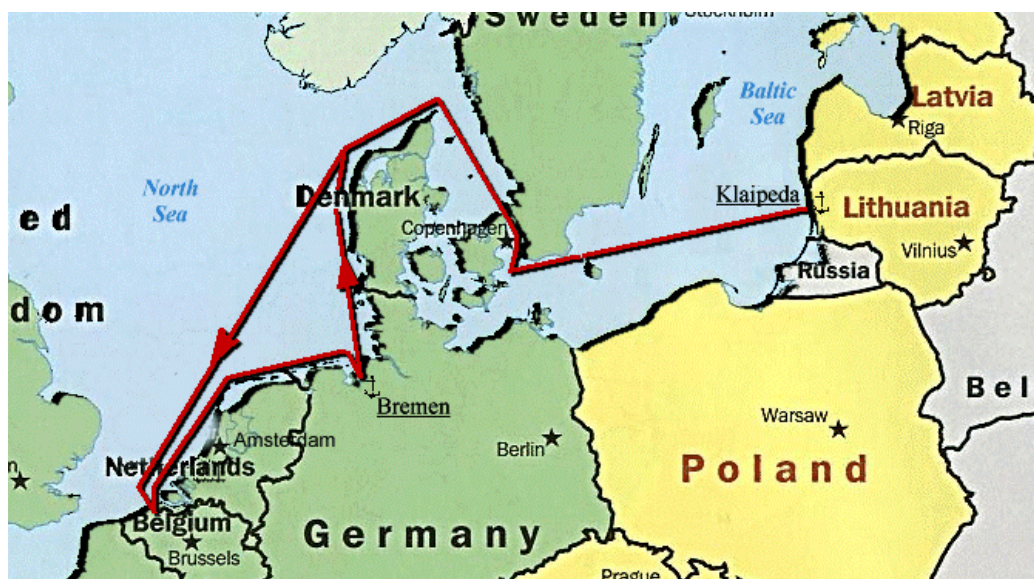 Sweden
Stockholm
Baltic
Sea
Latvia
Riga
North
Sea
ed
Denmark
Klaipeda
Lithuania
Copenhagen
Vilnius
Russia
dom
Bel
Bremen
Warsaw
Amsterdam
Berlin
Netherlands
Poland
Belgium
Germany
Brussels
Prague